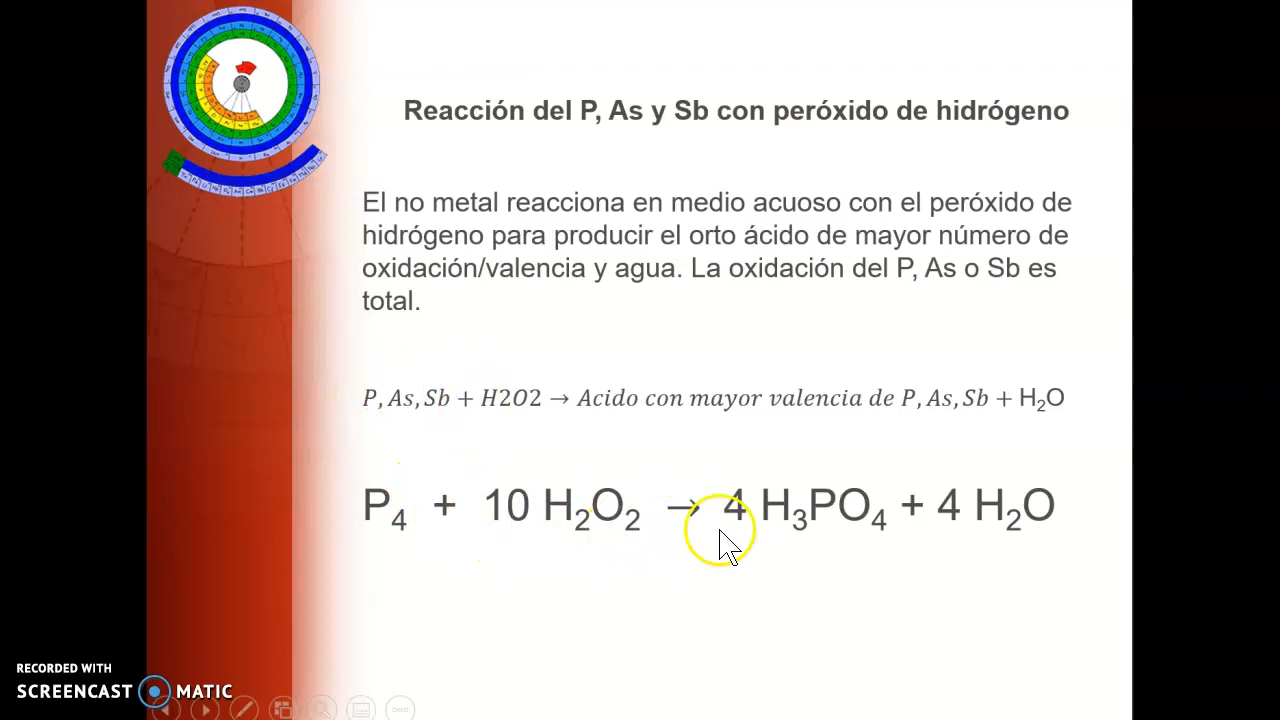 Reacción del P, As y Sb con peróxido de hidrógeno
El no metal reacciona en medio acuoso con el peróxido de
hidrógeno para producir el orto ácido de mayor número de
oxidación/valencia y agua. La oxidación del P, As o Sb es
total.
P, As, Sb + H2O2 → Acido con mayor valencia de P, As, Sb + H₂O
P₄ + 10 H₂O₂ → 4 H₃PO₄ + 4 H₂O
RECORDED WITH
SCREENCAST MATIC